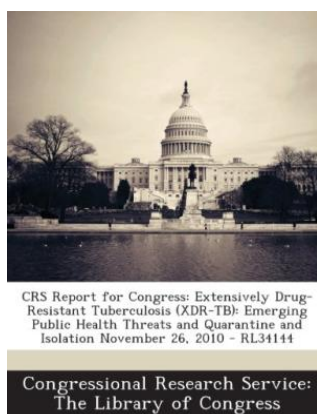 CRS Report for Congress: Extensively Drug-
Resistant Tuberculosis (XDR-TB): Emerging
Public Health Threats and Quarantine and
Isolation November 26, 2010 - RL34144
Congressional Research Service:
The Library of Congress